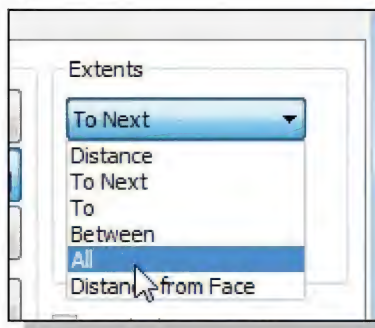 Extents
To Next
Distance
To Next
To
Between
All
Distance from Face